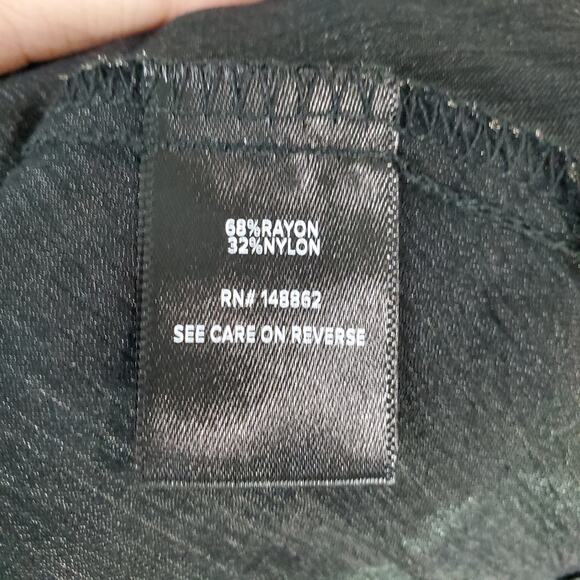 68%RAYON
32%NYLON
RN# 148862
SEE CARE ON REVERSE